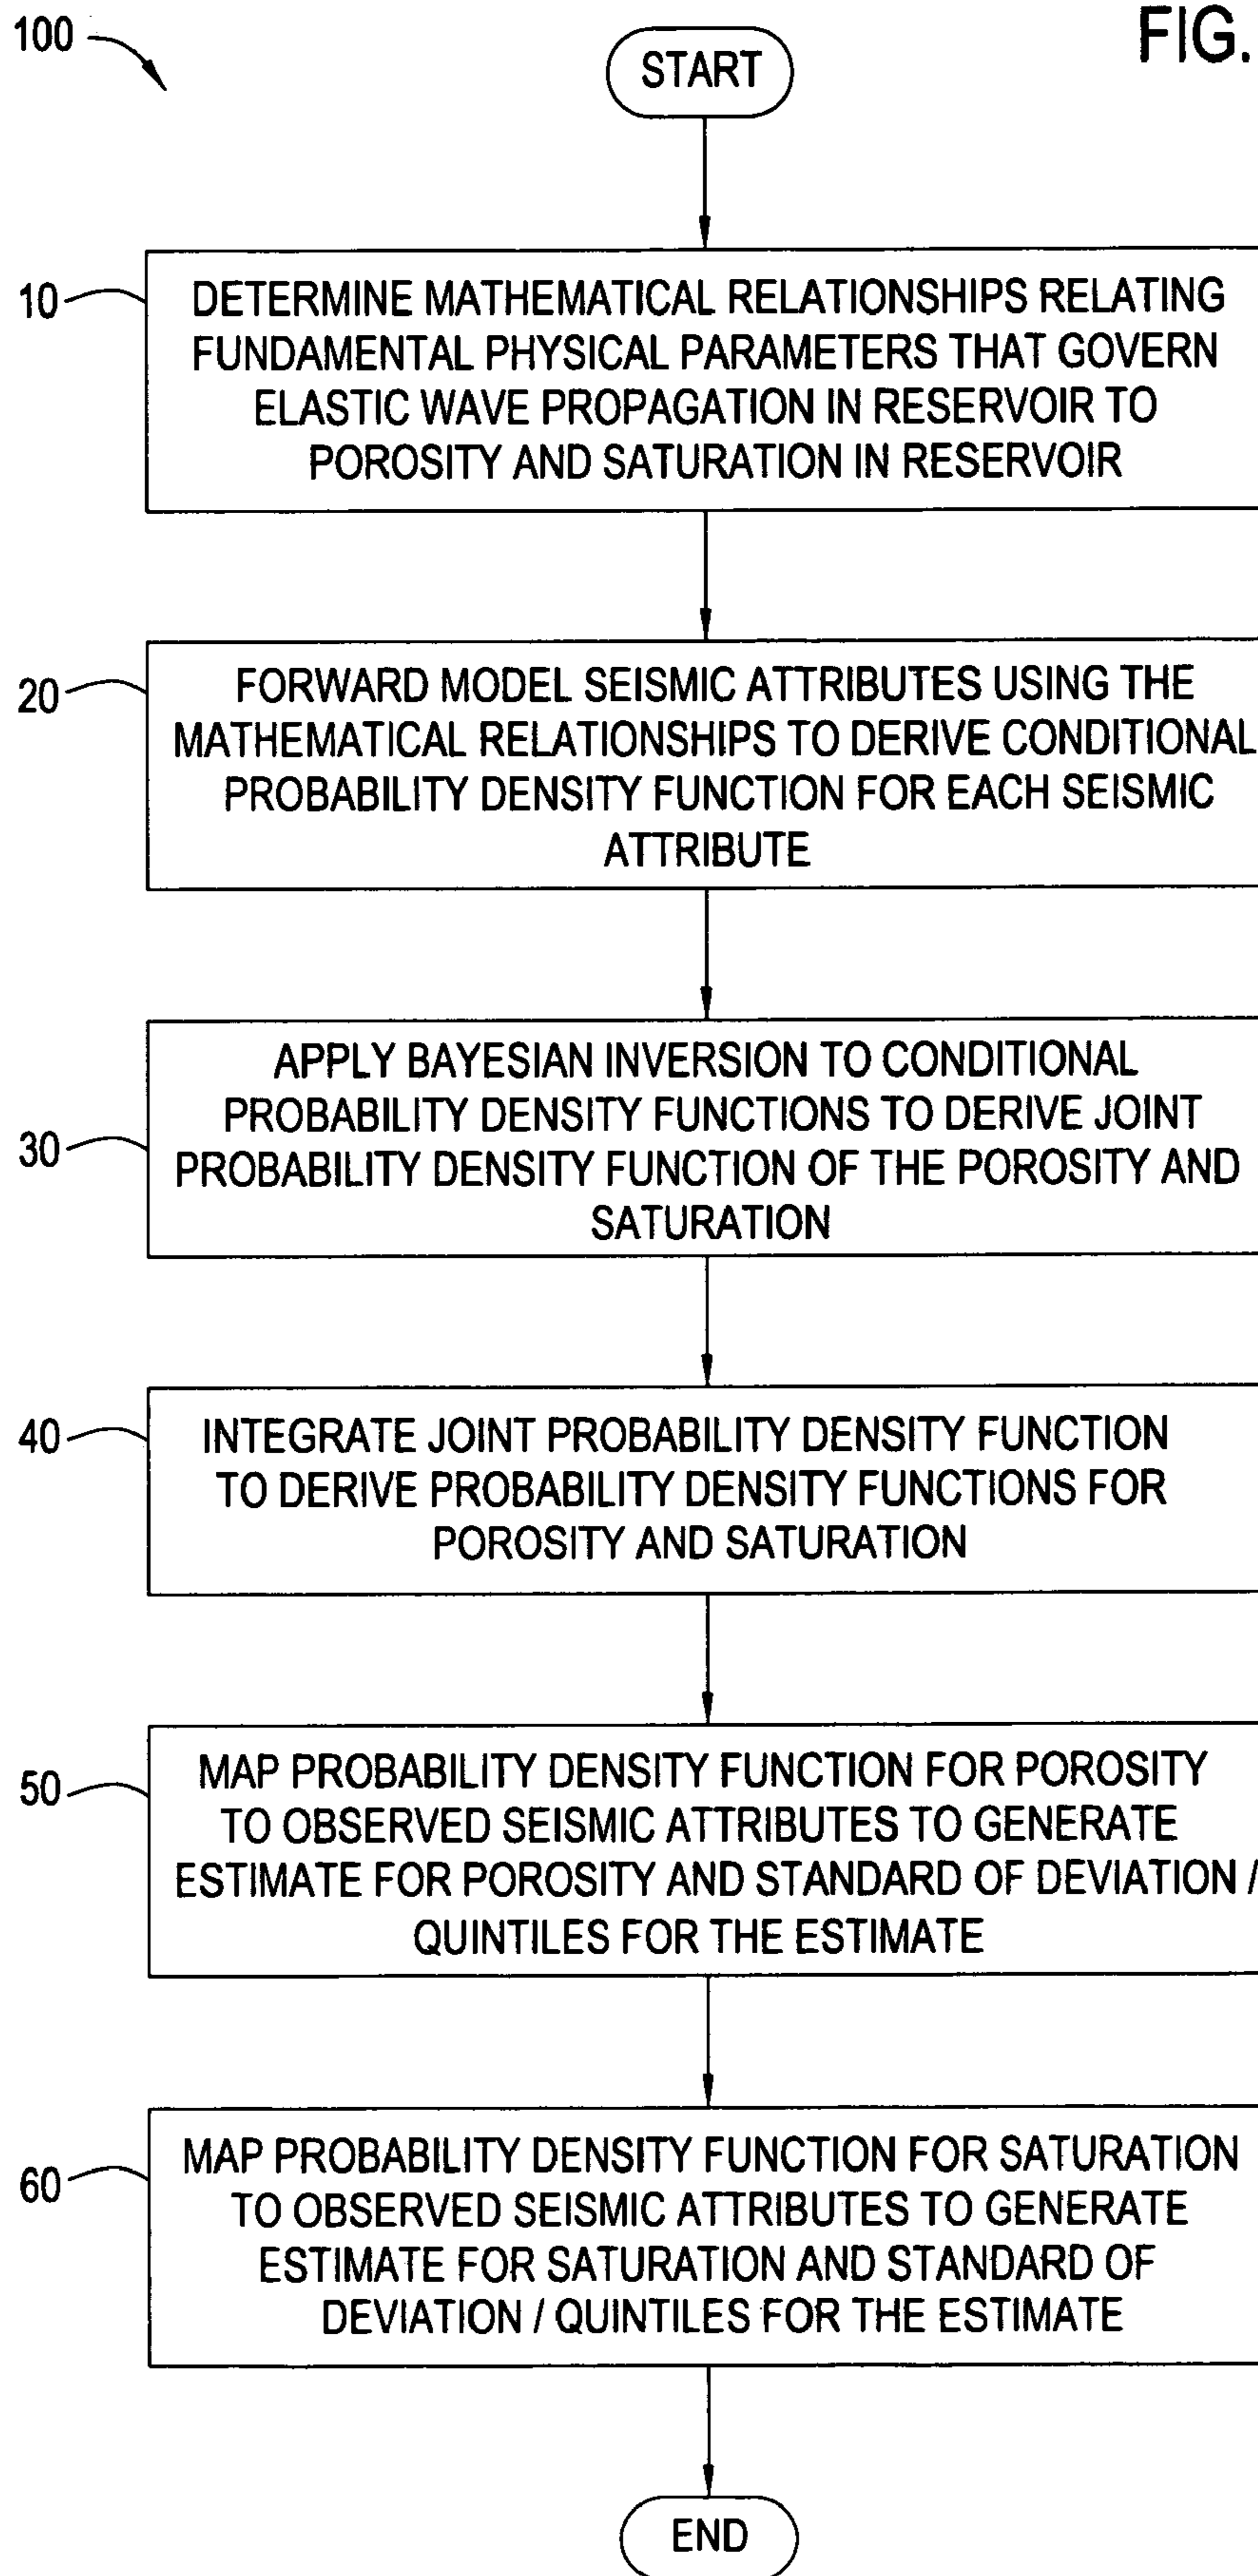 100
FIG.
START
10
DETERMINE MATHEMATICAL RELATIONSHIPS RELATING
FUNDAMENTAL PHYSICAL PARAMETERS THAT GOVERN
ELASTIC WAVE PROPAGATION IN RESERVOIR TO
POROSITY AND SATURATION IN RESERVOIR
20
FORWARD MODEL SEISMIC ATTRIBUTES USING THE
MATHEMATICAL RELATIONSHIPS TO DERIVE CONDITIONAL
PROBABILITY DENSITY FUNCTION FOR EACH SEISMIC
ATTRIBUTE
30
APPLY BAYESIAN INVERSION TO CONDITIONAL
PROBABILITY DENSITY FUNCTIONS TO DERIVE JOINT
PROBABILITY DENSITY FUNCTION OF THE POROSITY AND
SATURATION
40
INTEGRATE JOINT PROBABILITY DENSITY FUNCTION
TO DERIVE PROBABILITY DENSITY FUNCTIONS FOR
POROSITY AND SATURATION
50
MAP PROBABILITY DENSITY FUNCTION FOR POROSITY
TO OBSERVED SEISMIC ATTRIBUTES TO GENERATE
ESTIMATE FOR POROSITY AND STANDARD OF DEVIATION /
QUINTILES FOR THE ESTIMATE
60
MAP PROBABILITY DENSITY FUNCTION FOR SATURATION
TO OBSERVED SEISMIC ATTRIBUTES TO GENERATE
ESTIMATE FOR SATURATION AND STANDARD OF
DEVIATION / QUINTILES FOR THE ESTIMATE
END